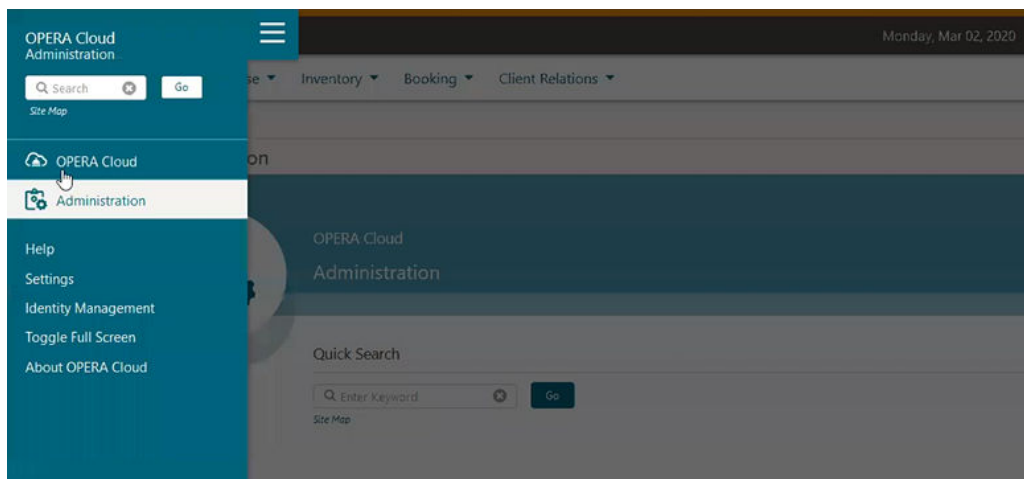 OPERA Cloud
Administration
Monday, Mar 02, 2020
Search
Go
Site Map
Inventory
Booking
Client Relations
OPERA Cloud
Administration
Help
Settings
Identity Management
Toggle Full Screen
About OPERA Cloud
OPERA Cloud
Administration
Quick Search
Enter Keyword
Go
Site Map